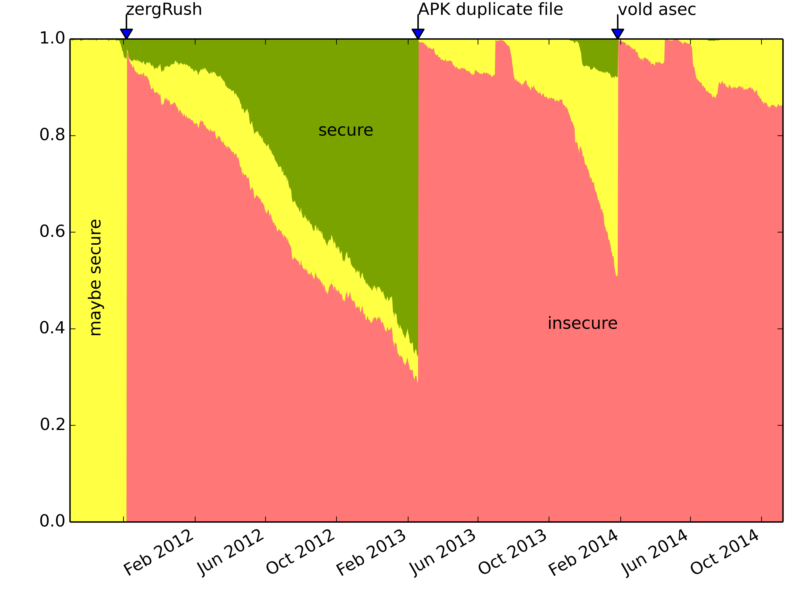 zergRush
APK duplicate file
vold asec
1.0
0.8
0.6
0.4
0.2
0.0
secure
maybe secure
insecure
Feb 2012
Jun 2012
Oct 2012
Feb 2013
Jun 2013
Oct 2013
Feb 2014
Jun 2014
Oct 2014